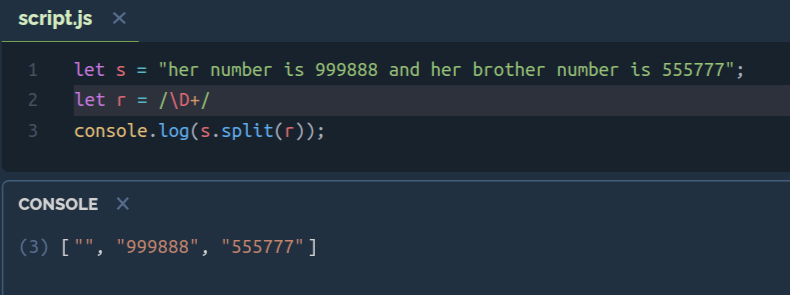 script.js ×
1 let s = "her number is 999888 and her brother number is 555777";
2 let r = /\D+/
3 console.log(s.split(r));
CONSOLE ×
(3) ["", "999888", "555777"]